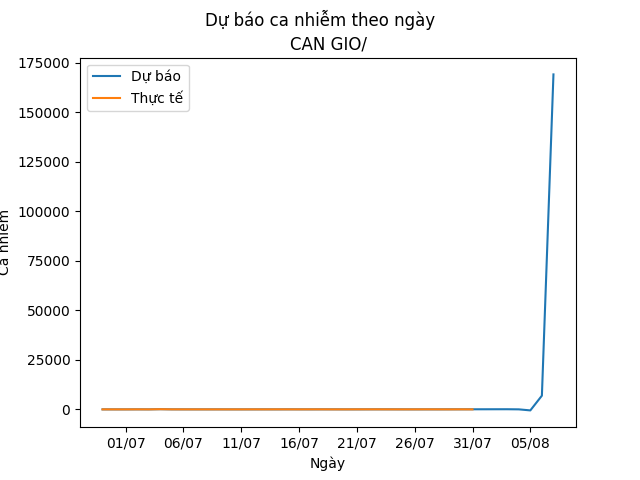 Dự báo ca nhiễm theo ngày
CAN GIO/
175000
150000
125000
100000
75000
50000
25000
0
Ca nhiễm
Dự báo
Thực tế
01/07
06/07
11/07
16/07
21/07
26/07
31/07
05/08
Ngày